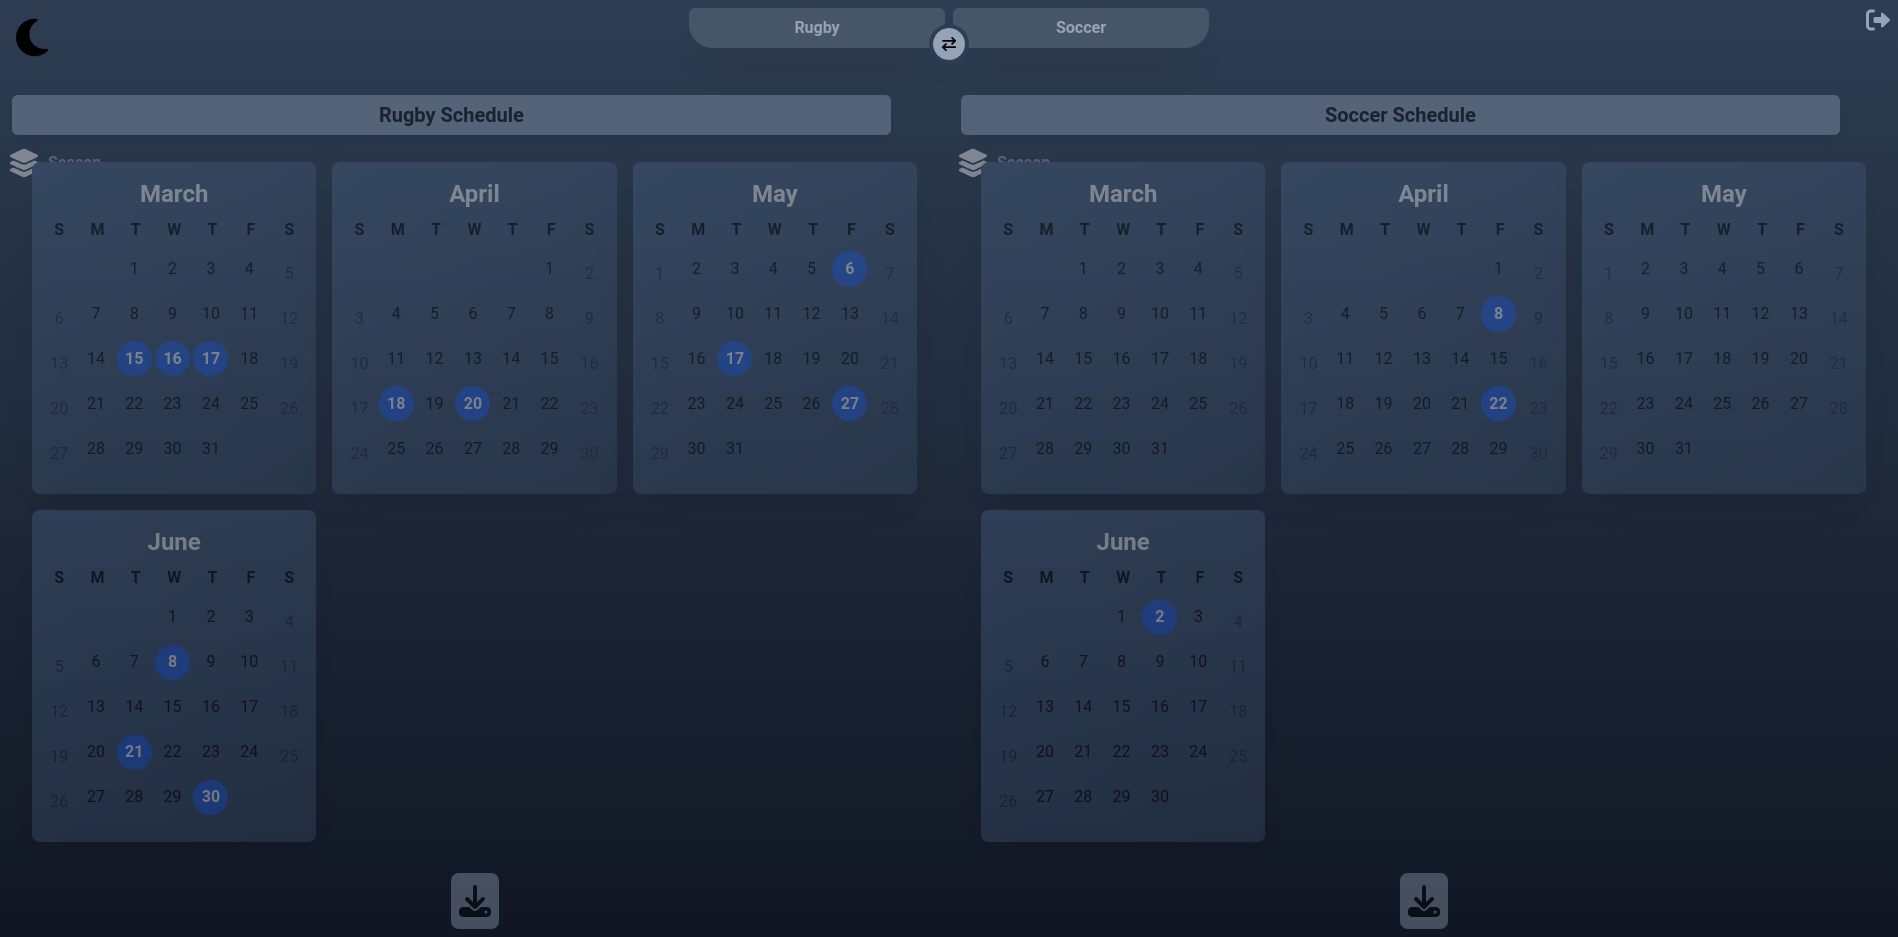 Rugby
Soccer
Rugby Schedule
Season
March
S M T W T F S
1 2 3 4 5
6 7 8 9 10 11 12
13 14 15 16 17 18 19
20 21 22 23 24 25 26
27 28 29 30 31
April
S M T W T F S
1 2
3 4 5 6 7 8 9
10 11 12 13 14 15 16
17 18 19 20 21 22 23
24 25 26 27 28 29 30
May
S M T W T F S
1 2 3 4 5 6 7
8 9 10 11 12 13 14
15 16 17 18 19 20 21
22 23 24 25 26 27 28
29 30 31
June
S M T W T F S
1 2 3 4
5 6 7 8 9 10 11
12 13 14 15 16 17 18
19 20 21 22 23 24 25
26 27 28 29 30
Soccer Schedule
Season
March
S M T W T F S
1 2 3 4 5
6 7 8 9 10 11 12
13 14 15 16 17 18 19
20 21 22 23 24 25 26
27 28 29 30 31
April
S M T W T F S
1 2
3 4 5 6 7 8 9
10 11 12 13 14 15 16
17 18 19 20 21 22 23
24 25 26 27 28 29 30
May
S M T W T F S
1 2 3 4 5 6 7
8 9 10 11 12 13 14
15 16 17 18 19 20 21
22 23 24 25 26 27 28
29 30 31
June
S M T W T F S
1 2 3 4
5 6 7 8 9 10 11
12 13 14 15 16 17 18
19 20 21 22 23 24 25
26 27 28 29 30